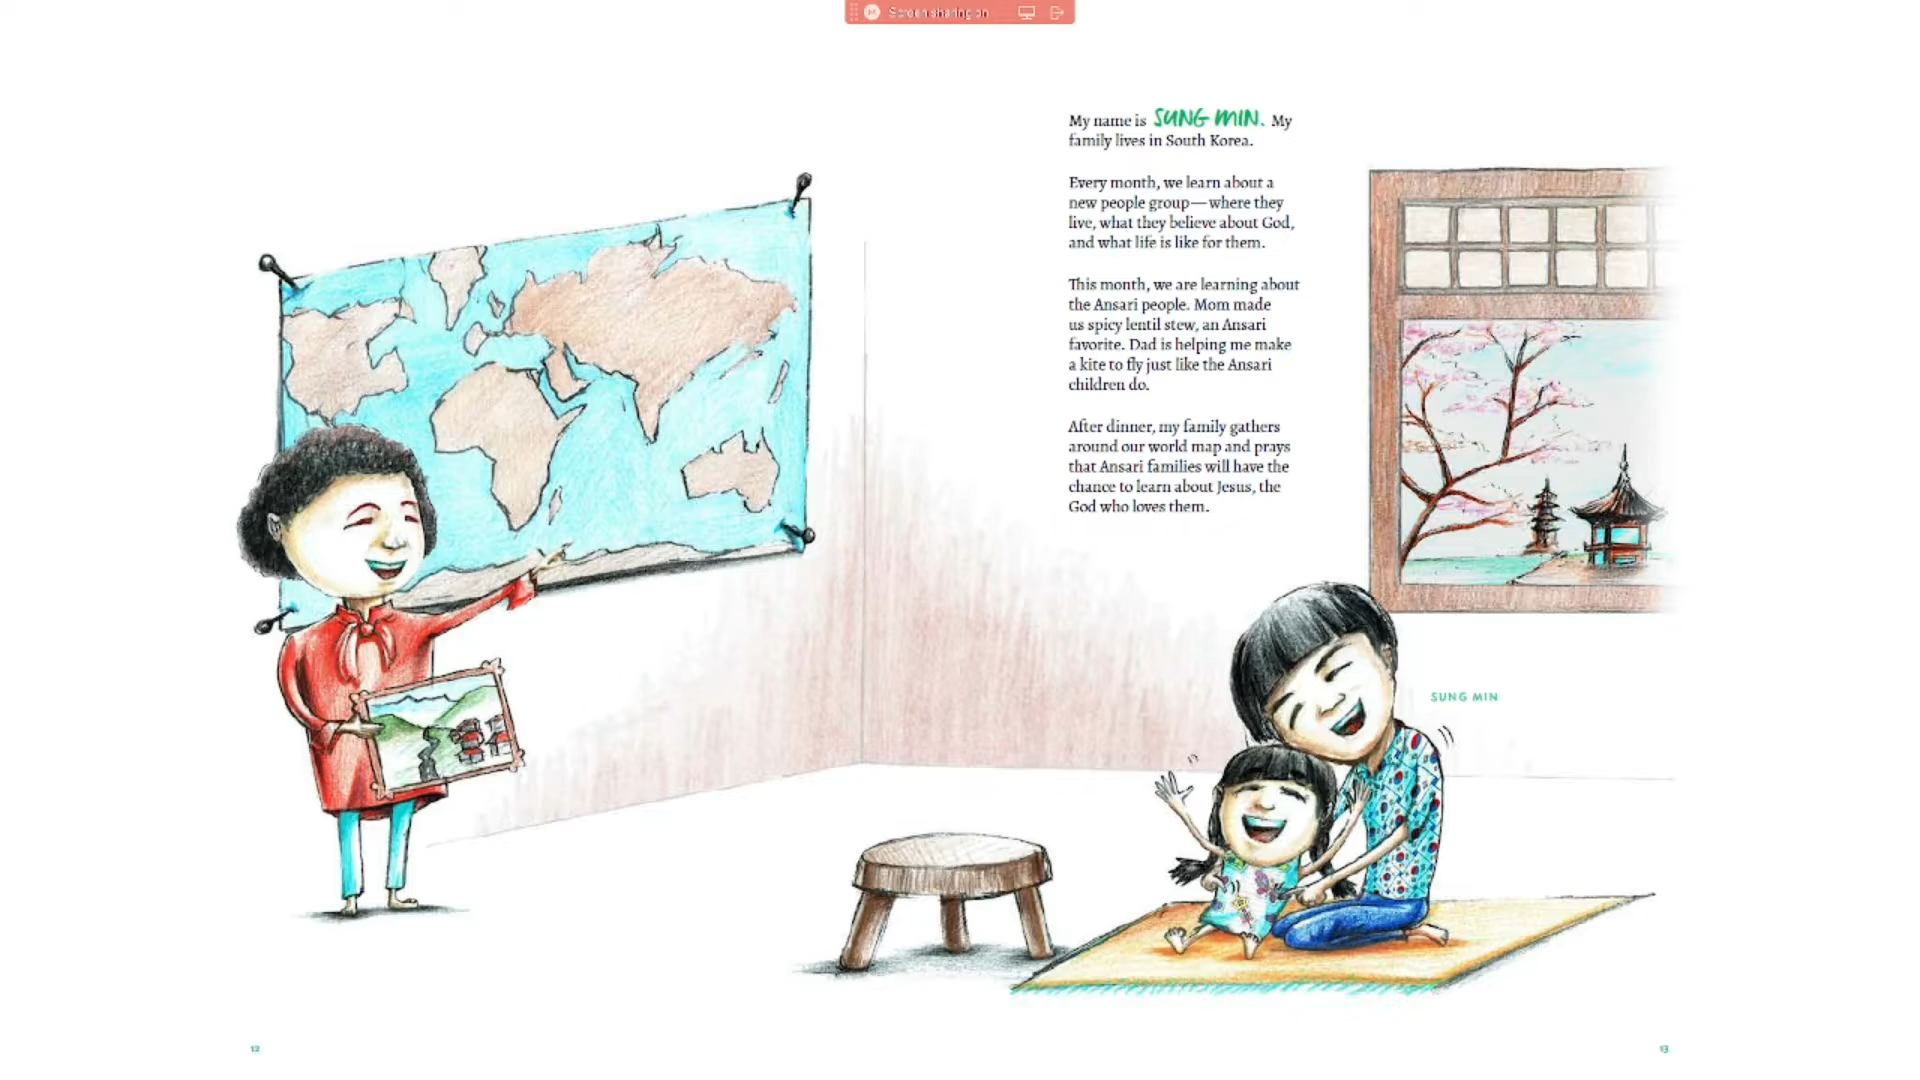 Screen sharing on
My name is SUNG MIN. My
family lives in South Korea.
Every month, we learn about a
new people group—where they
live, what they believe about God,
and what life is like for them.
This month, we are learning about
the Ansari people. Mom made
us spicy lentil stew, an Ansari
favorite. Dad is helping me make
a kite to fly just like the Ansari
children do.
After dinner, my family gathers
around our world map and prays
that Ansari families will have the
chance to learn about Jesus, the
God who loves them.
SUNG MIN
12
13